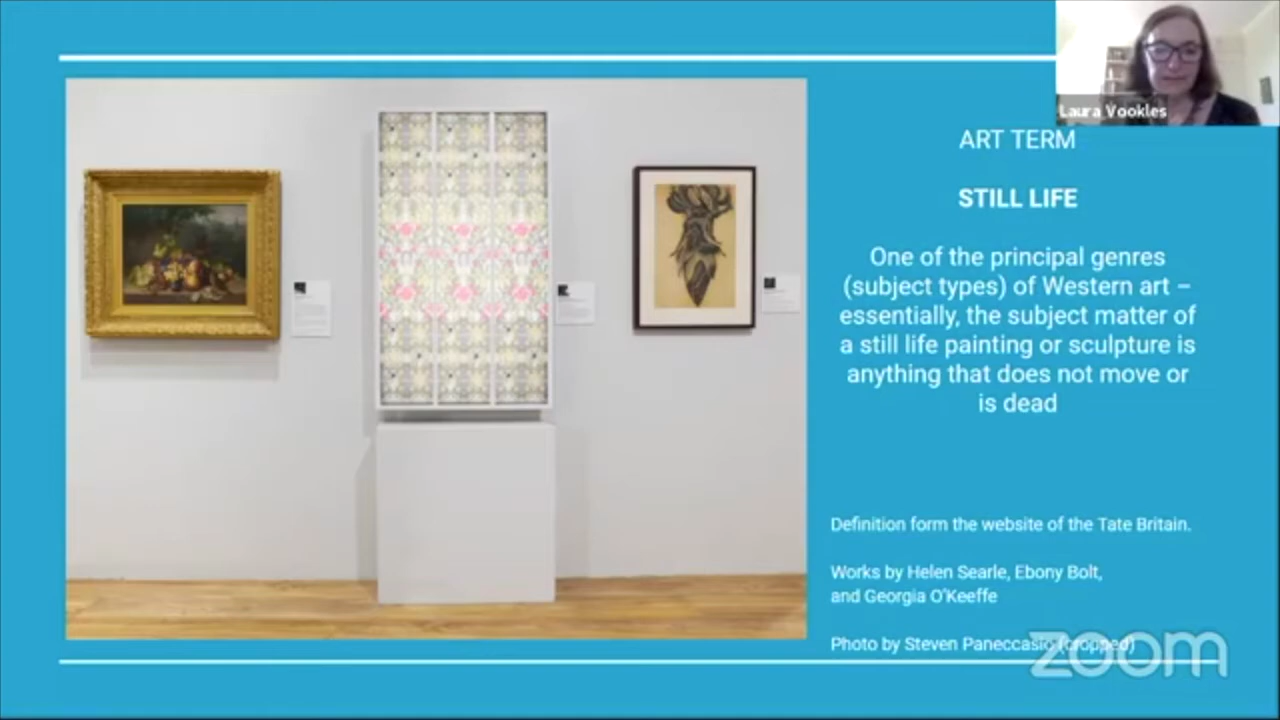 Laura Vookles
ART TERM
STILL LIFE
One of the principal genres
(subject types) of Western art –
essentially, the subject matter of
a still life painting or sculpture is
anything that does not move or
is dead
Definition form the website of the Tate Britain.
Works by Helen Searle, Ebony Bolt,
and Georgia O'Keeffe
Photo by Steven Paneccasio (cropped)
zoom